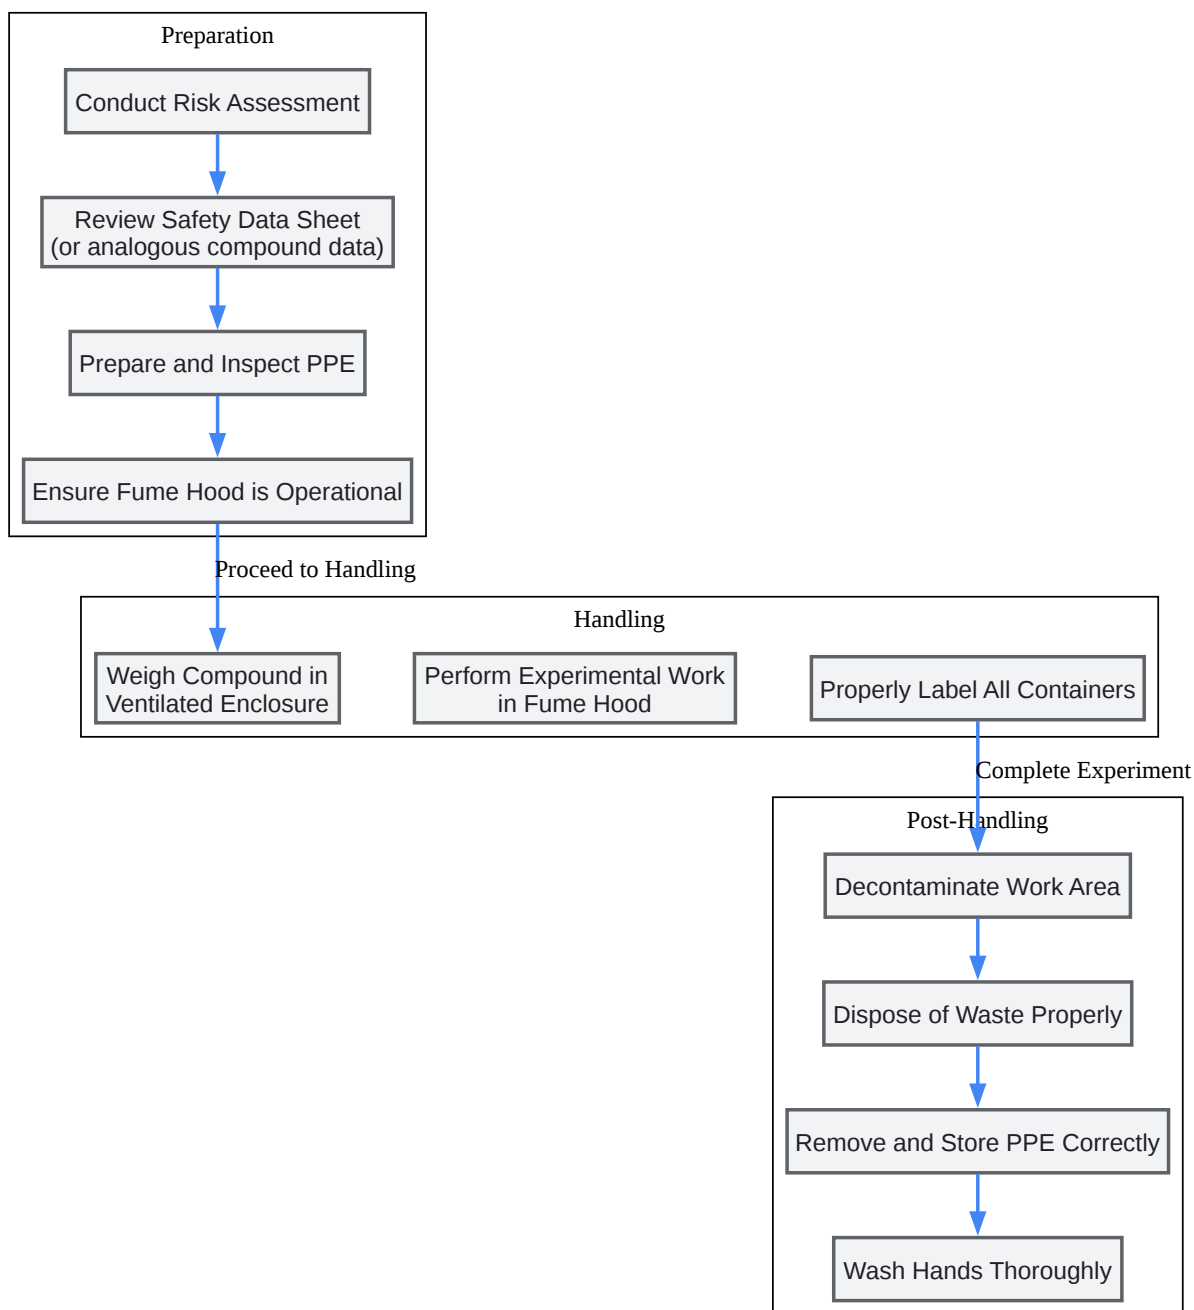 Preparation
Conduct Risk Assessment
Review Safety Data Sheet
(or analogous compound data)
Prepare and Inspect PPE
Ensure Fume Hood is Operational
Proceed to Handling
Handling
Weigh Compound in
Ventilated Enclosure
Perform Experimental Work
in Fume Hood
Properly Label All Containers
Complete Experiment
Post-Handling
Decontaminate Work Area
Dispose of Waste Properly
Remove and Store PPE Correctly
Wash Hands Thoroughly